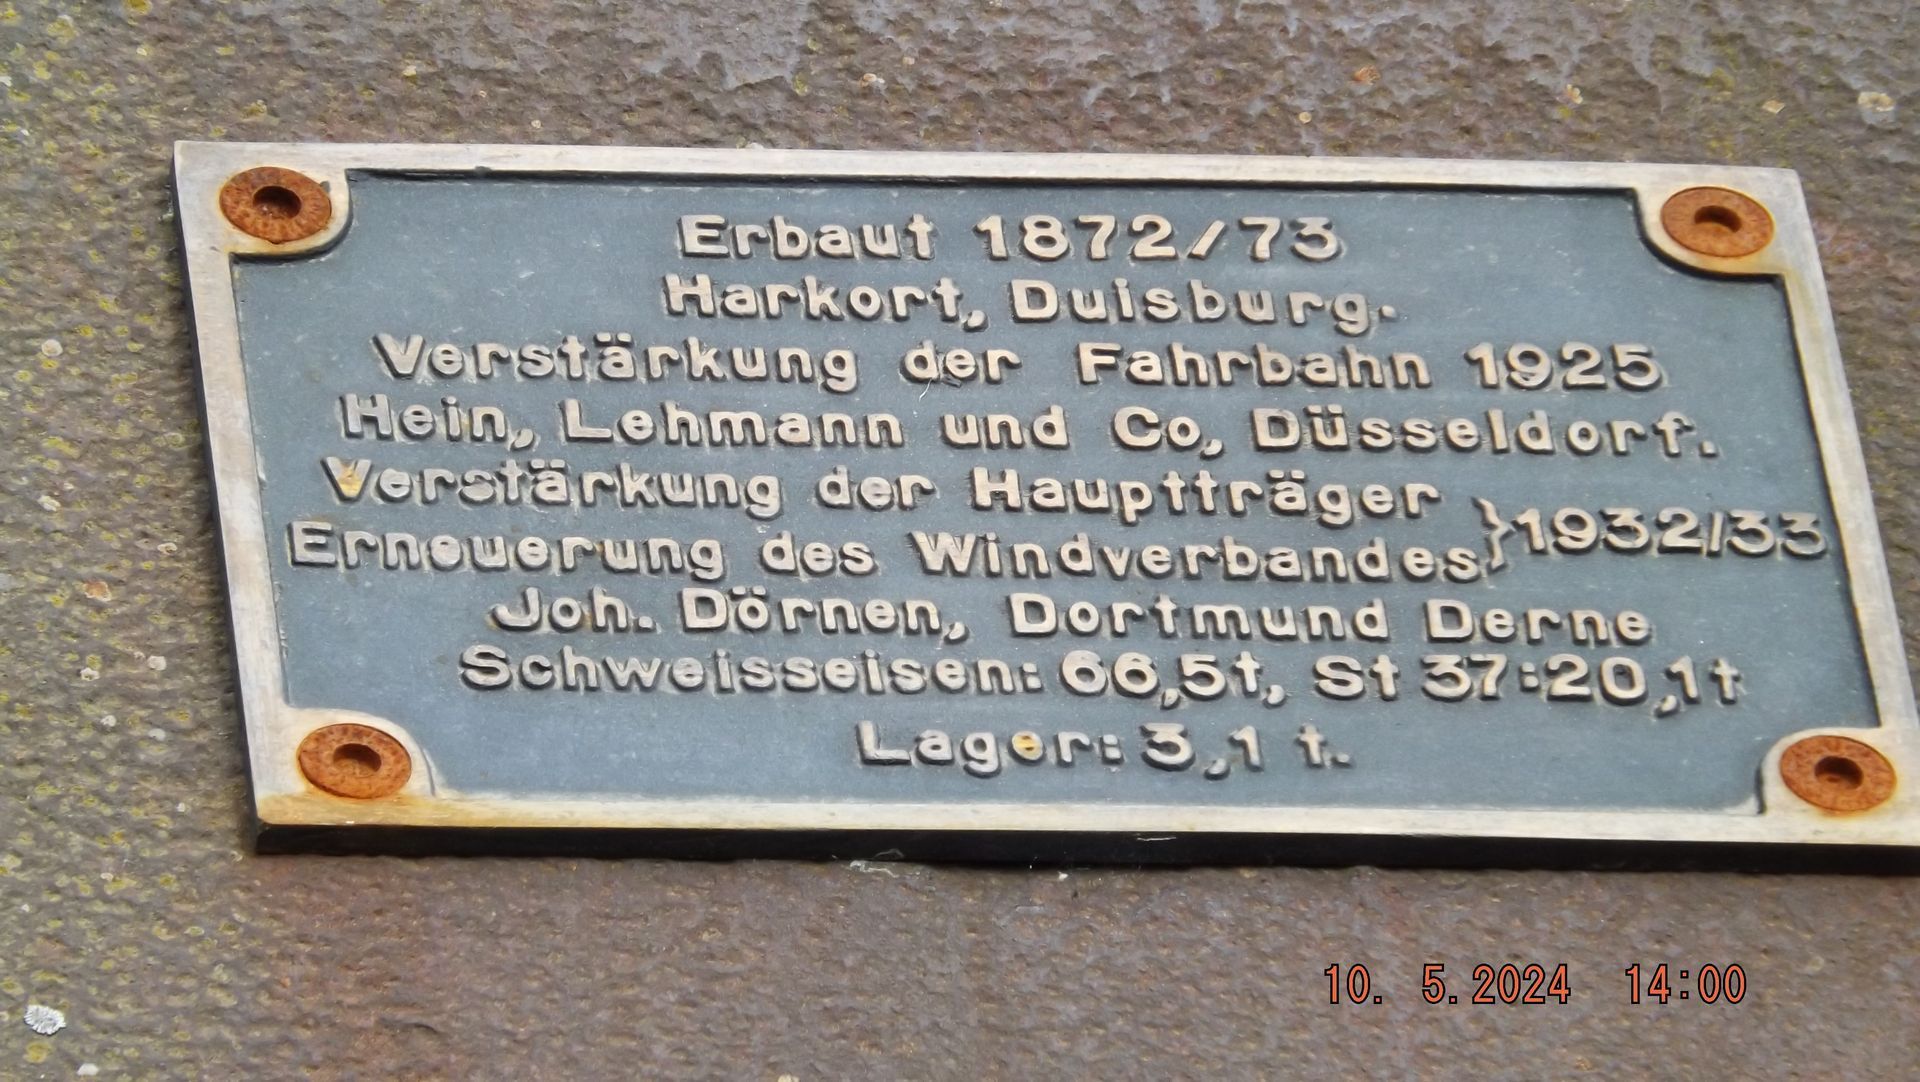 Erbaut 1872/73
Harkort, Duisburg.
Verstärkung der Fahrbahn 1925
Hein, Lehmann und Co, Düsseldorf.
Verstärkung der Hauptträger
Erneuerung des Windverbandes } 1932/33
Joh. Dörnen, Dortmund Derne
Schweisseisen: 66,5t, St 37:20,1t
Lager: 3,1 t.
10. 5.2024 14:00